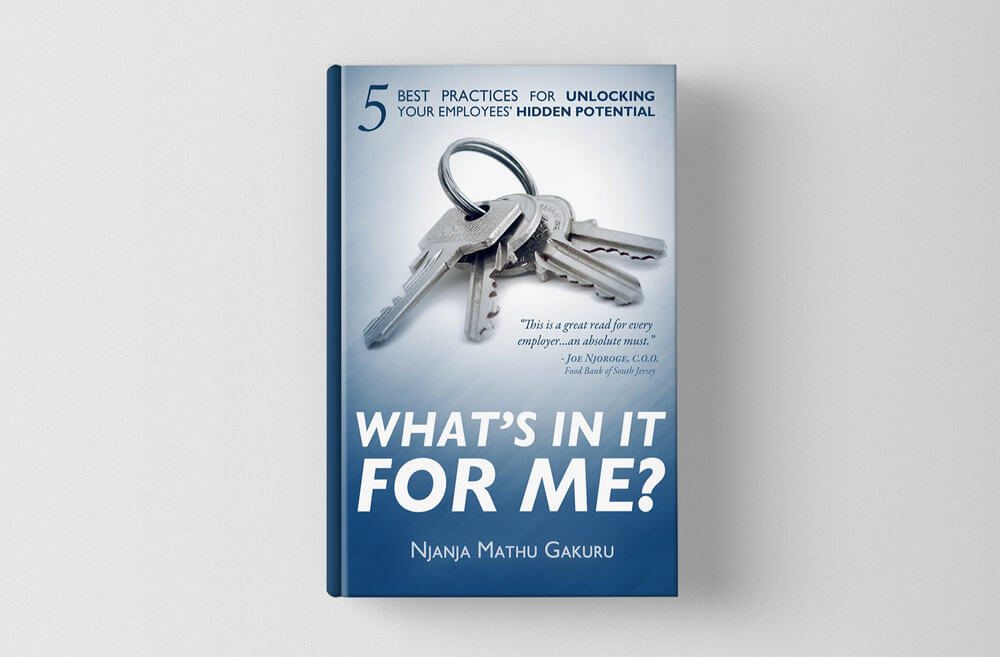 5 BEST PRACTICES FOR UNLOCKING
YOUR EMPLOYEES' HIDDEN POTENTIAL
"This is a great read for every
employer...an absolute must."
- JOE NJOROGE, C.O.O.
Food Bank of South Jersey
WHAT'S IN IT
FOR ME?
NJANJA MATHU GAKURU